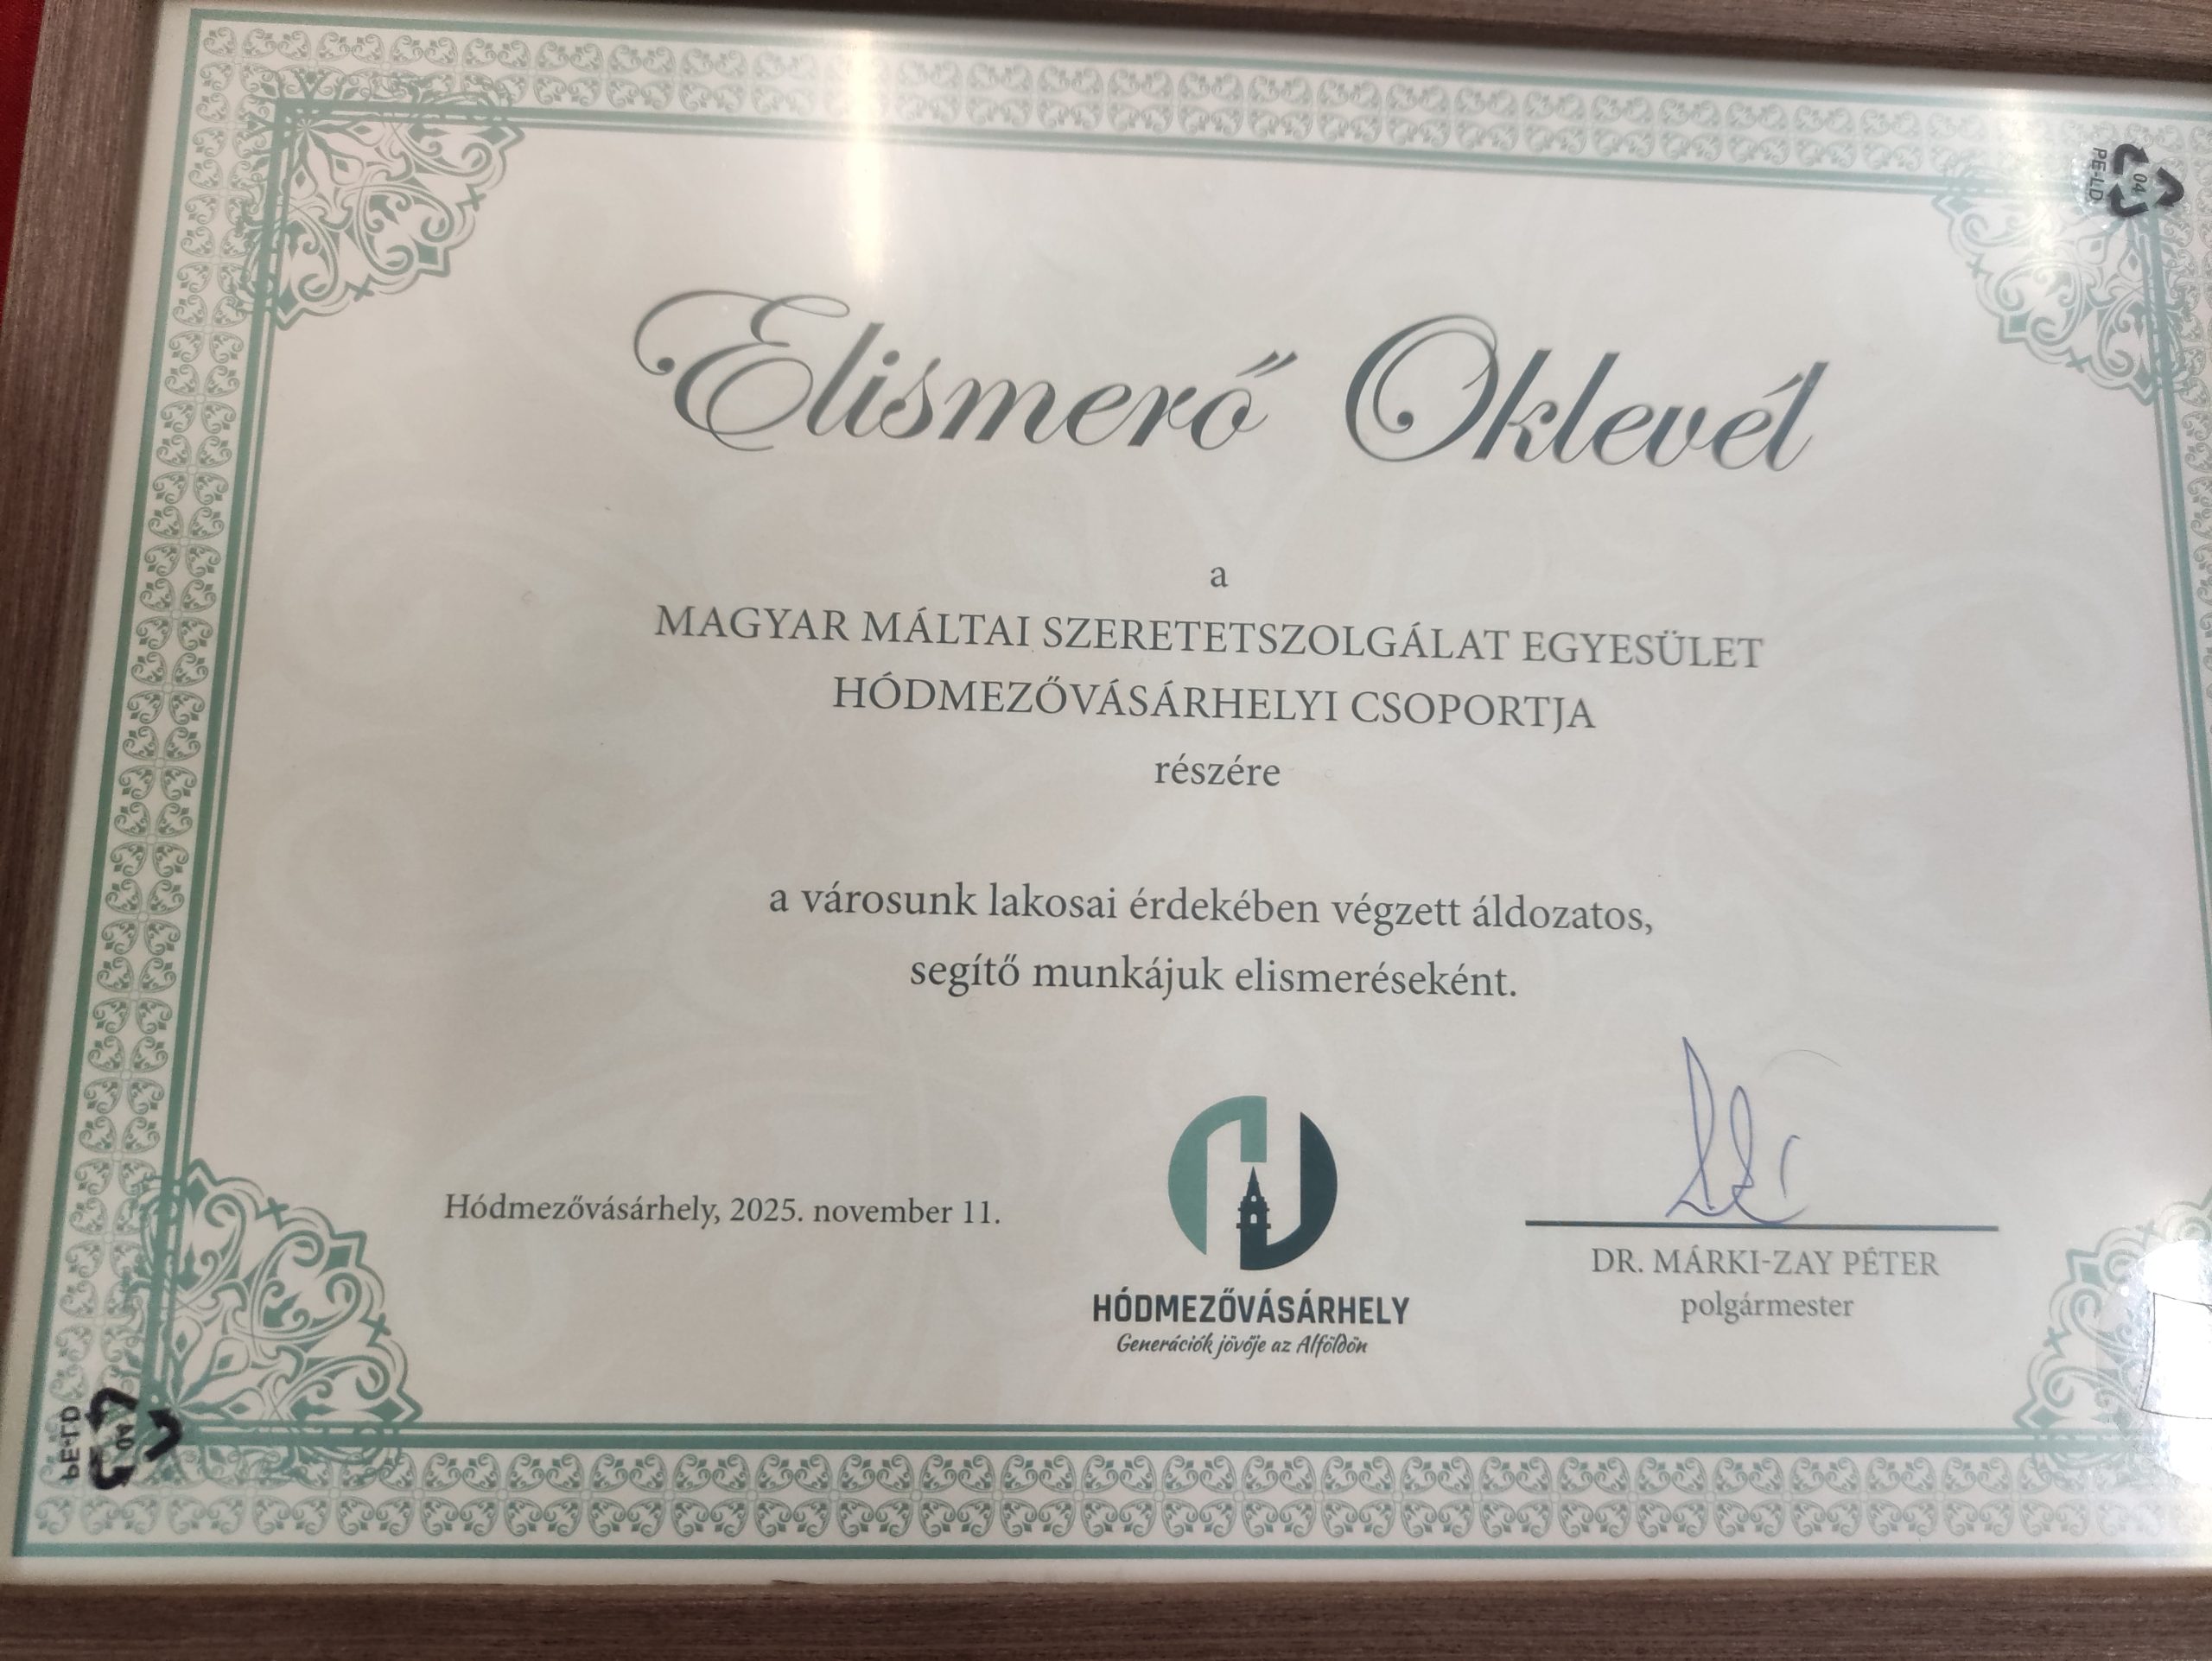 Elismerő Oklevél
a
MAGYAR MÁLTAI SZERETETSZOLGÁLAT EGYESÜLET
HÓDMEZŐVÁSÁRHELYI CSOPORTJA
részére
a városunk lakosai érdekében végzett áldozatos,
segítő munkájuk elismeréseként.
Hódmezővásárhely, 2025. november 11.
HÓDMEZŐVÁSÁRHELY
Generációk jövője az Alföldön
DR. MÁRKI-ZAY PÉTER
polgármester
04
PE-LD
04
PE-LD